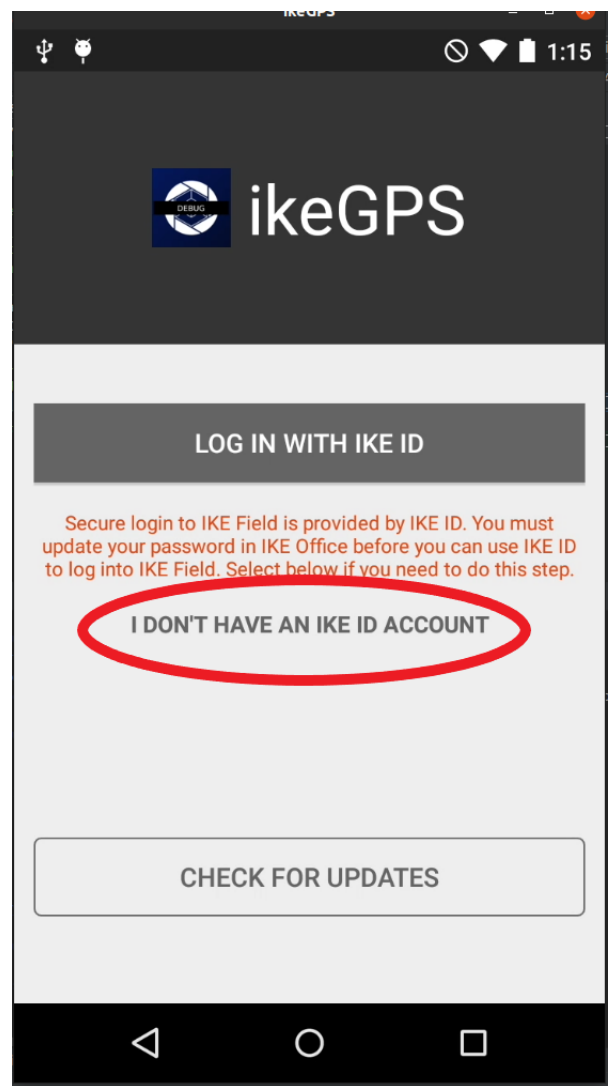 ikeGPS
1:15
DEBUG
ikeGPS
LOG IN WITH IKE ID
Secure login to IKE Field is provided by IKE ID. You must
update your password in IKE Office before you can use IKE ID
to log into IKE Field. Select below if you need to do this step.
I DON'T HAVE AN IKE ID ACCOUNT
CHECK FOR UPDATES